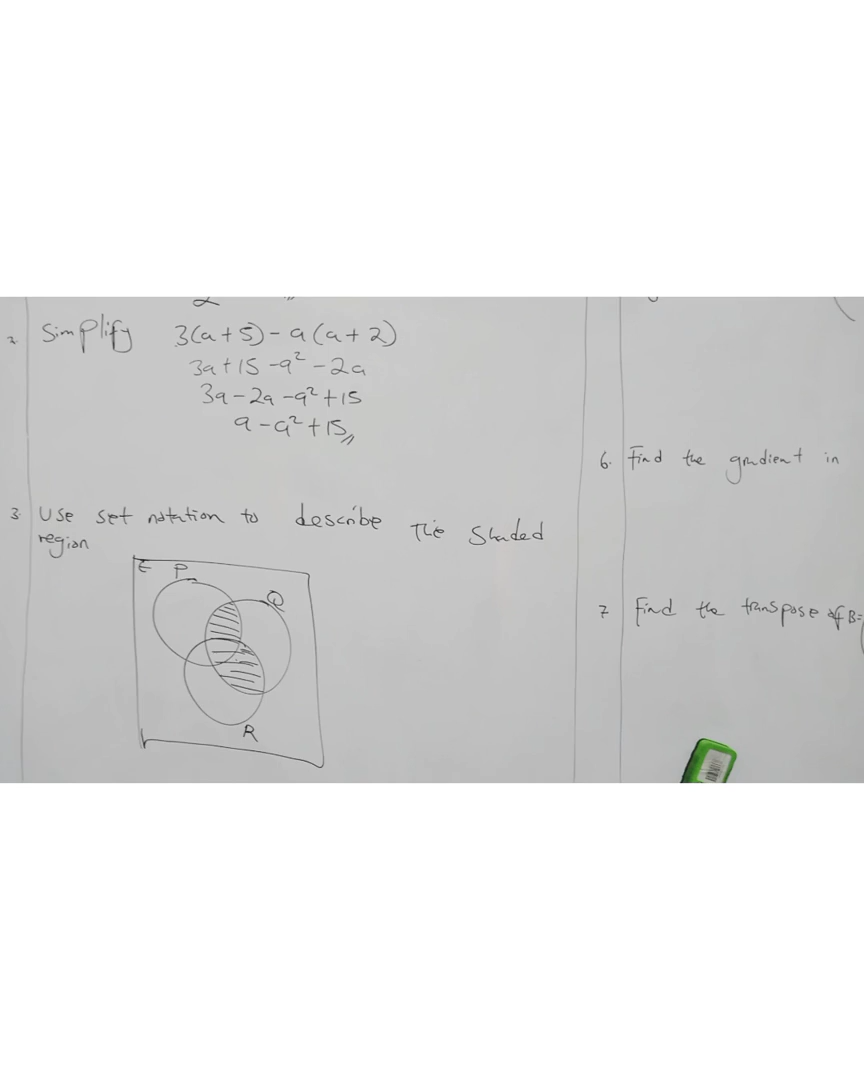 2. Simplify 3(a+5) - a(a+2)
3a+15 -a² -2a
3a - 2a -a² +15
a - a² +15
3. Use set notation to describe the shaded
region
E P
Q
R
6. Find the gradient in
7 Find the transpose of B=